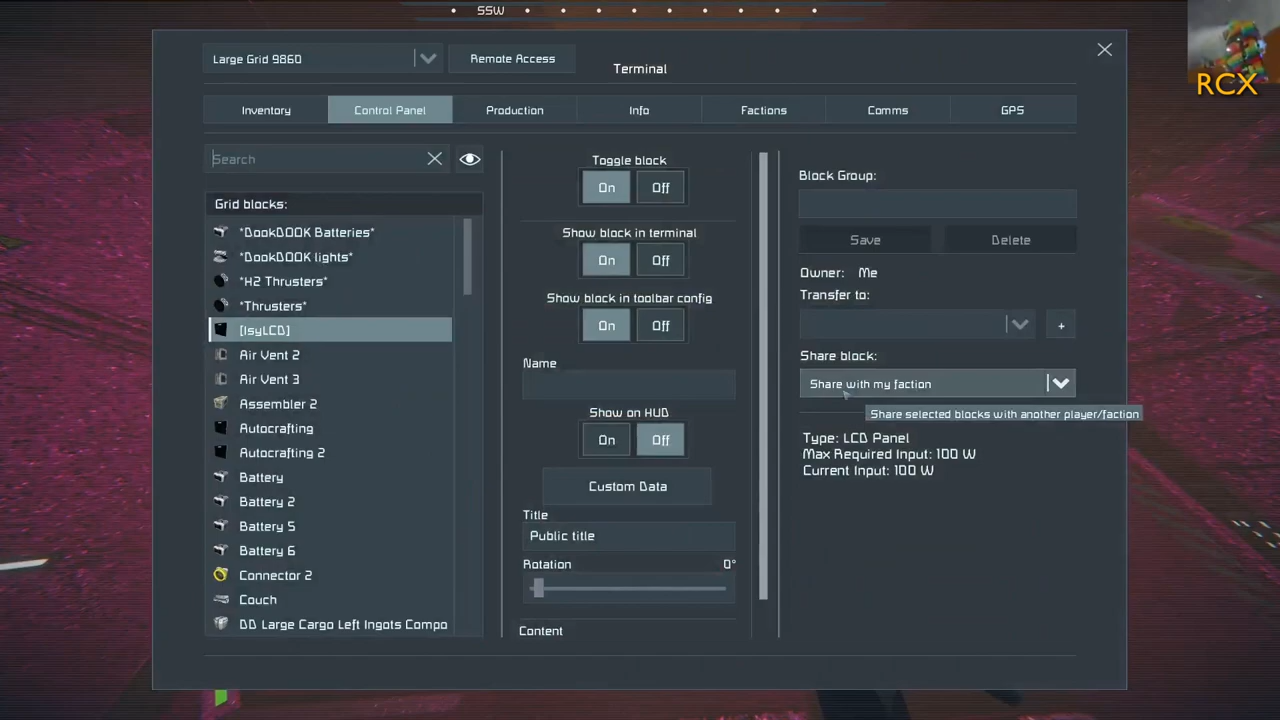 SSW
RCX
Large Grid 9860
Remote Access
Terminal
Inventory
Control Panel
Production
Info
Factions
Comms
GPS
Search
Grid blocks:
*DookDOOK Batteries*
*DookDOOK lights*
*H2 Thrusters*
*Thrusters*
[IsyLCD]
Air Vent 2
Air Vent 3
Assembler 2
Autocrafting
Autocrafting 2
Battery
Battery 2
Battery 5
Battery 6
Connector 2
Couch
DD Large Cargo Left Ingots Compo
Toggle block
On Off
Show block in terminal
On Off
Show block in toolbar config
On Off
Name
Show on HUD
On Off
Custom Data
Title
Public title
Rotation 0°
Content
Block Group:
Save Delete
Owner: Me
Transfer to:
+
Share block:
Share with my faction
Share selected blocks with another player/faction
Type: LCD Panel
Max Required Input: 100 W
Current Input: 100 W